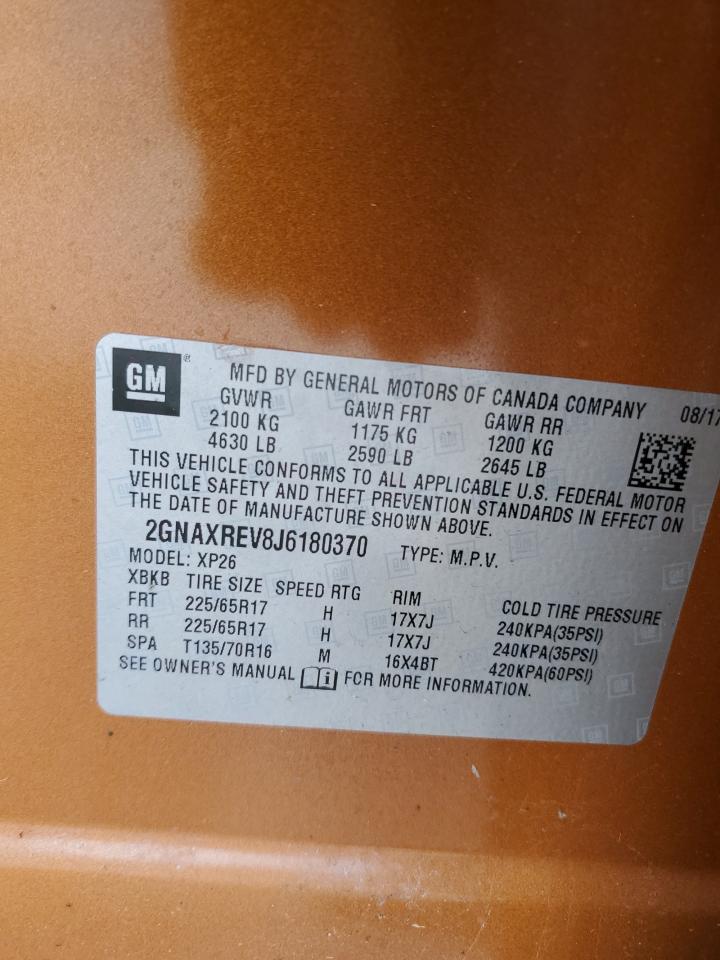 GM ® MFD BY GENERAL MOTORS OF CANADA COMPANY 08/17
GVWR GAWR FRT GAWR RR
2100 KG 1175 KG 1200 KG
4630 LB 2590 LB 2645 LB
THIS VEHICLE CONFORMS TO ALL APPLICABLE U.S. FEDERAL MOTOR
VEHICLE SAFETY AND THEFT PREVENTION STANDARDS IN EFFECT ON
THE DATE OF MANUFACTURE SHOWN ABOVE.
2GNAXREV8J6180370 TYPE: M.P.V.
MODEL: XP26
XBKB TIRE SIZE SPEED RTG RIM COLD TIRE PRESSURE
FRT 225/65R17 H 17X7J 240KPA(35PSI)
RR 225/65R17 H 17X7J 240KPA(35PSI)
SPA T135/70R16 M 16X4BT 420KPA(60PSI)
SEE OWNER'S MANUAL i FOR MORE INFORMATION.